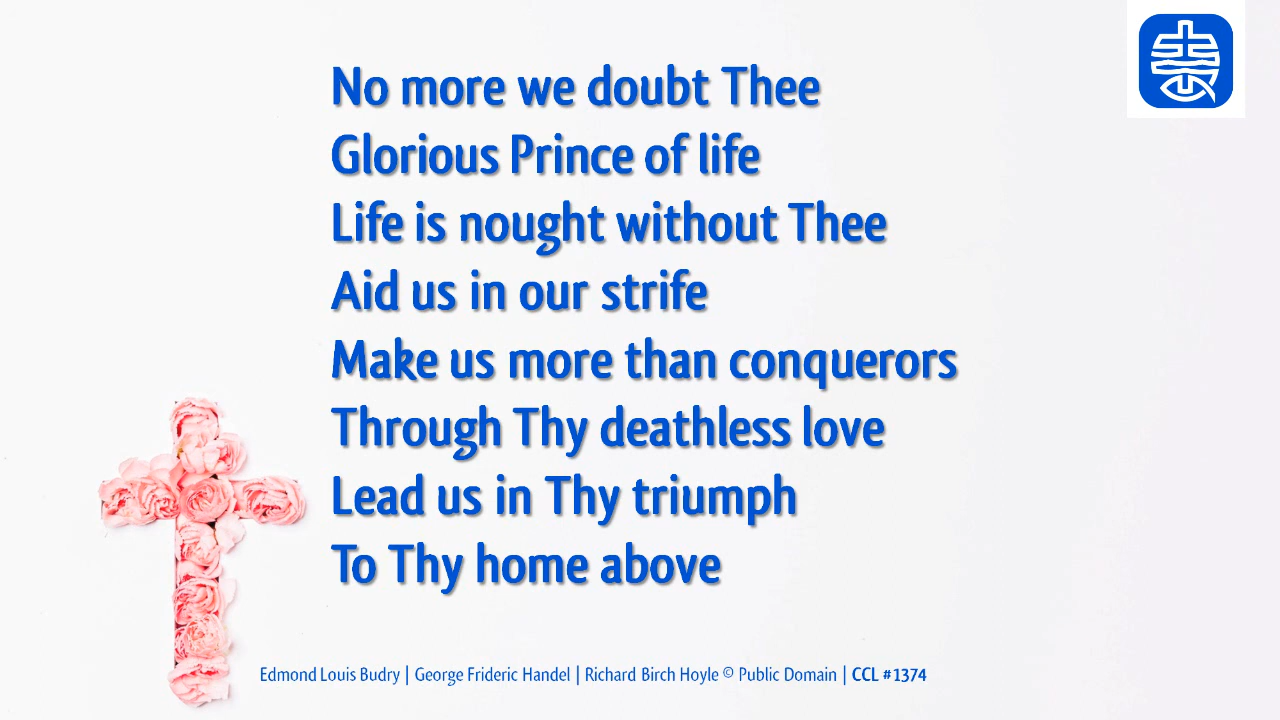 No more we doubt Thee
Glorious Prince of life
Life is nought without Thee
Aid us in our strife
Make us more than conquerors
Through Thy deathless love
Lead us in Thy triumph
To Thy home above
Edmond Louis Budry | George Frideric Handel | Richard Birch Hoyle © Public Domain | CCL #1374